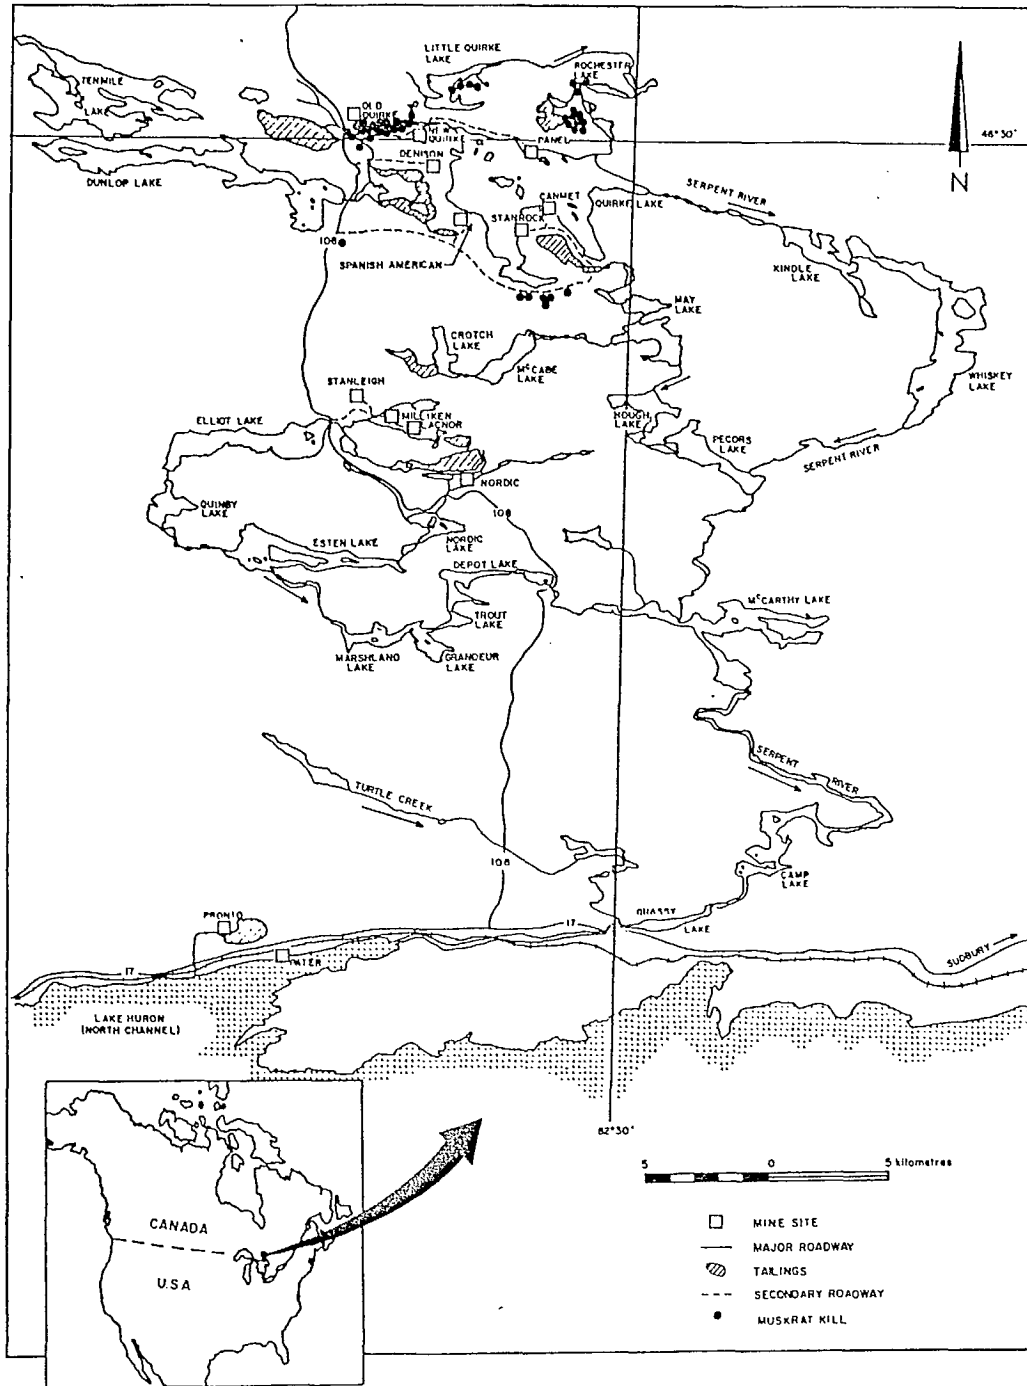 LITTLE QUIRKE
LAKE
ROCHESTER
LAKE
TENMILE
LAKE
OLD
QUIRKE
NEW
QUIRKE
46°30'
PANEL
DENISON
DUNLOP LAKE
SERPENT RIVER
N
CANMET
QUIRKE LAKE
STANROCK
108
SPANISH AMERICAN
KINDLE
LAKE
MAY
LAKE
CROTCH
LAKE
McCABE
LAKE
WHISKEY
LAKE
STANLEIGH
ELLIOT LAKE
MILLIKEN
LACNOR
HOUGH
LAKE
PECORS
LAKE
SERPENT RIVER
NORDIC
QUINBY
LAKE
108
ESTEN LAKE
NORDIC
LAKE
DEPOT LAKE
McCARTHY LAKE
TROUT
LAKE
MARSHLAND
LAKE
GRANDEUR
LAKE
SERPENT
RIVER
TURTLE CREEK
108
CAMP
LAKE
PRONTO
17
LAKE
PATER
SUDBURY
17
LAKE HURON
(NORTH CHANNEL)
82°30'
5 0 5 kilometres
CANADA
U.S.A
MINE SITE
MAJOR ROADWAY
TAILINGS
SECONDARY ROADWAY
MUSKRAT KILL